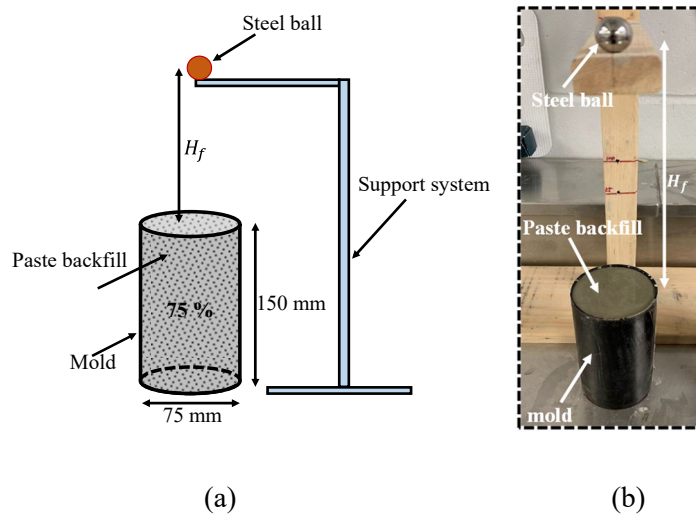 Steel ball
H_f
Support system
Paste backfill
75 %
150 mm
Mold
75 mm
(a)
Steel ball
H_f
Paste backfill
mold
(b)